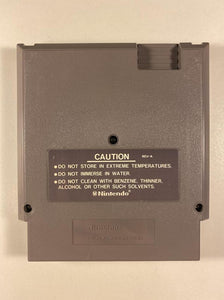 CAUTION
REV-A
• DO NOT STORE IN EXTREME TEMPERATURES.
• DO NOT IMMERSE IN WATER.
• DO NOT CLEAN WITH BENZENE, THINNER,
ALCOHOL OR OTHER SUCH SOLVENTS.
Nintendo®